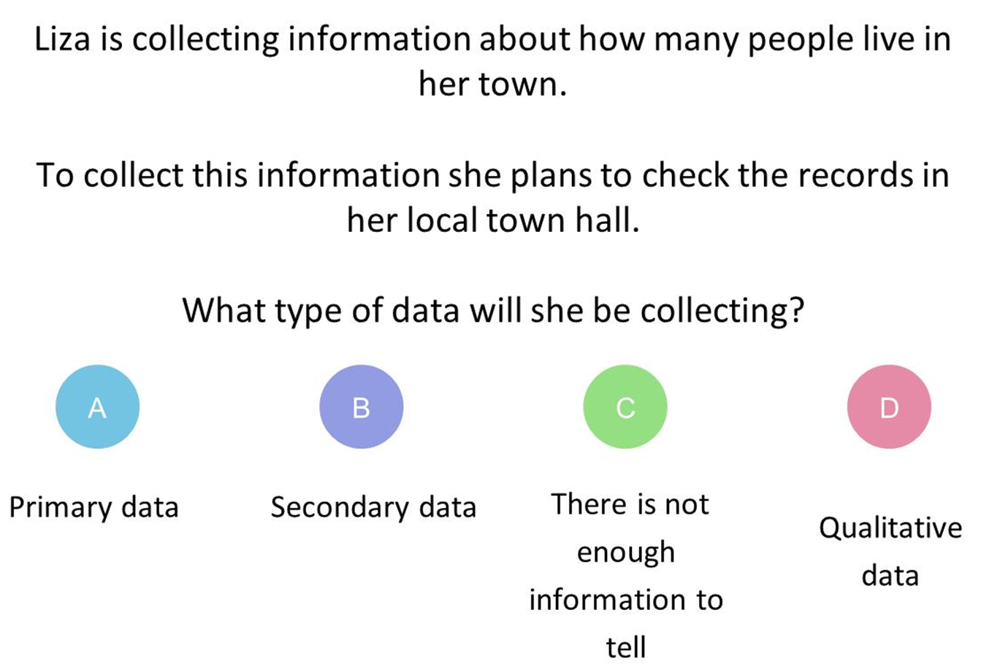 Liza is collecting information about how many people live in
her town.
To collect this information she plans to check the records in
her local town hall.
What type of data will she be collecting?
A
Primary data
B
Secondary data
C
There is not
enough
information to
tell
D
Qualitative
data